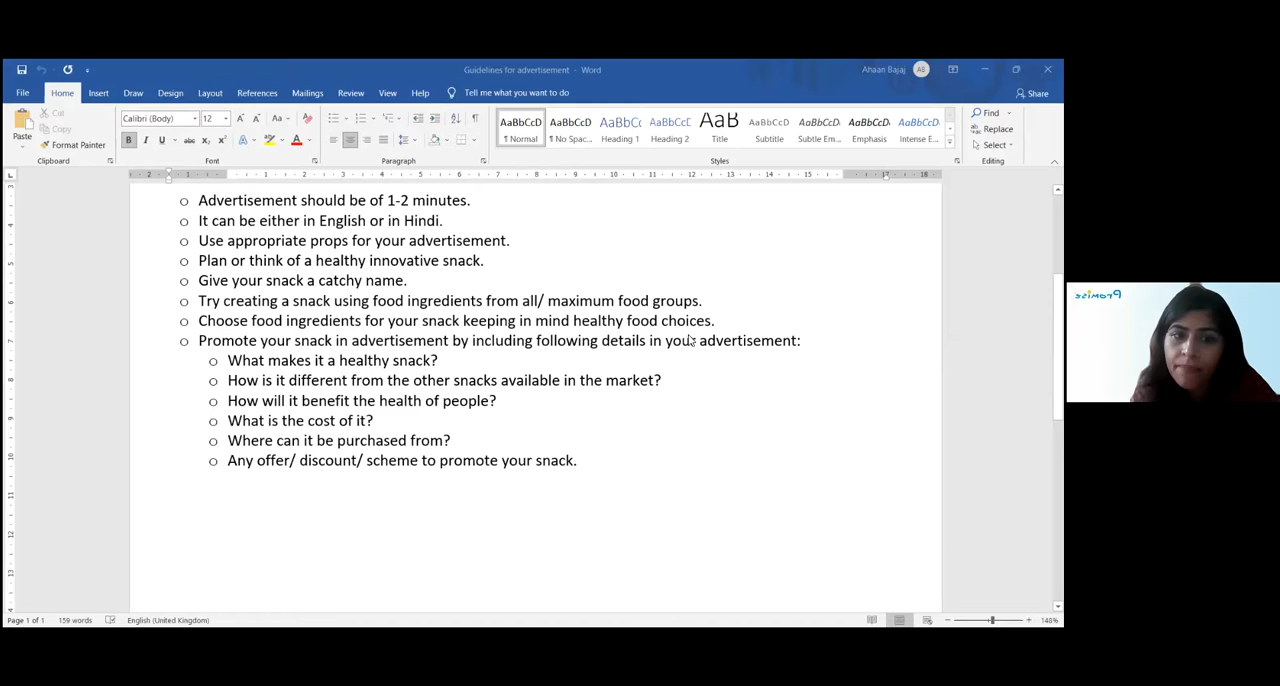 Guidelines for advertisement - Word
Ahaan Bajaj AB
File Home Insert Draw Design Layout References Mailings Review View Help Tell me what you want to do Share
Paste
Cut
Copy
Format Painter
Clipboard
Calibri (Body) 12
Font
Paragraph
AaBbCcD AaBbCcD AaBbCc AaBbCcD AaB AaBbCcD AaBbCcD AaBbCcD AaBbCcD
¶ Normal ¶ No Spac... Heading 1 Heading 2 Title Subtitle Subtle Em... Emphasis Intense E...
Styles
Find
Replace
Select
Editing
o Advertisement should be of 1-2 minutes.
o It can be either in English or in Hindi.
o Use appropriate props for your advertisement.
o Plan or think of a healthy innovative snack.
o Give your snack a catchy name.
o Try creating a snack using food ingredients from all/ maximum food groups.
o Choose food ingredients for your snack keeping in mind healthy food choices.
o Promote your snack in advertisement by including following details in your advertisement:
o What makes it a healthy snack?
o How is it different from the other snacks available in the market?
o How will it benefit the health of people?
o What is the cost of it?
o Where can it be purchased from?
o Any offer/ discount/ scheme to promote your snack.
Promise
Page 1 of 1 159 words English (United Kingdom) 148%